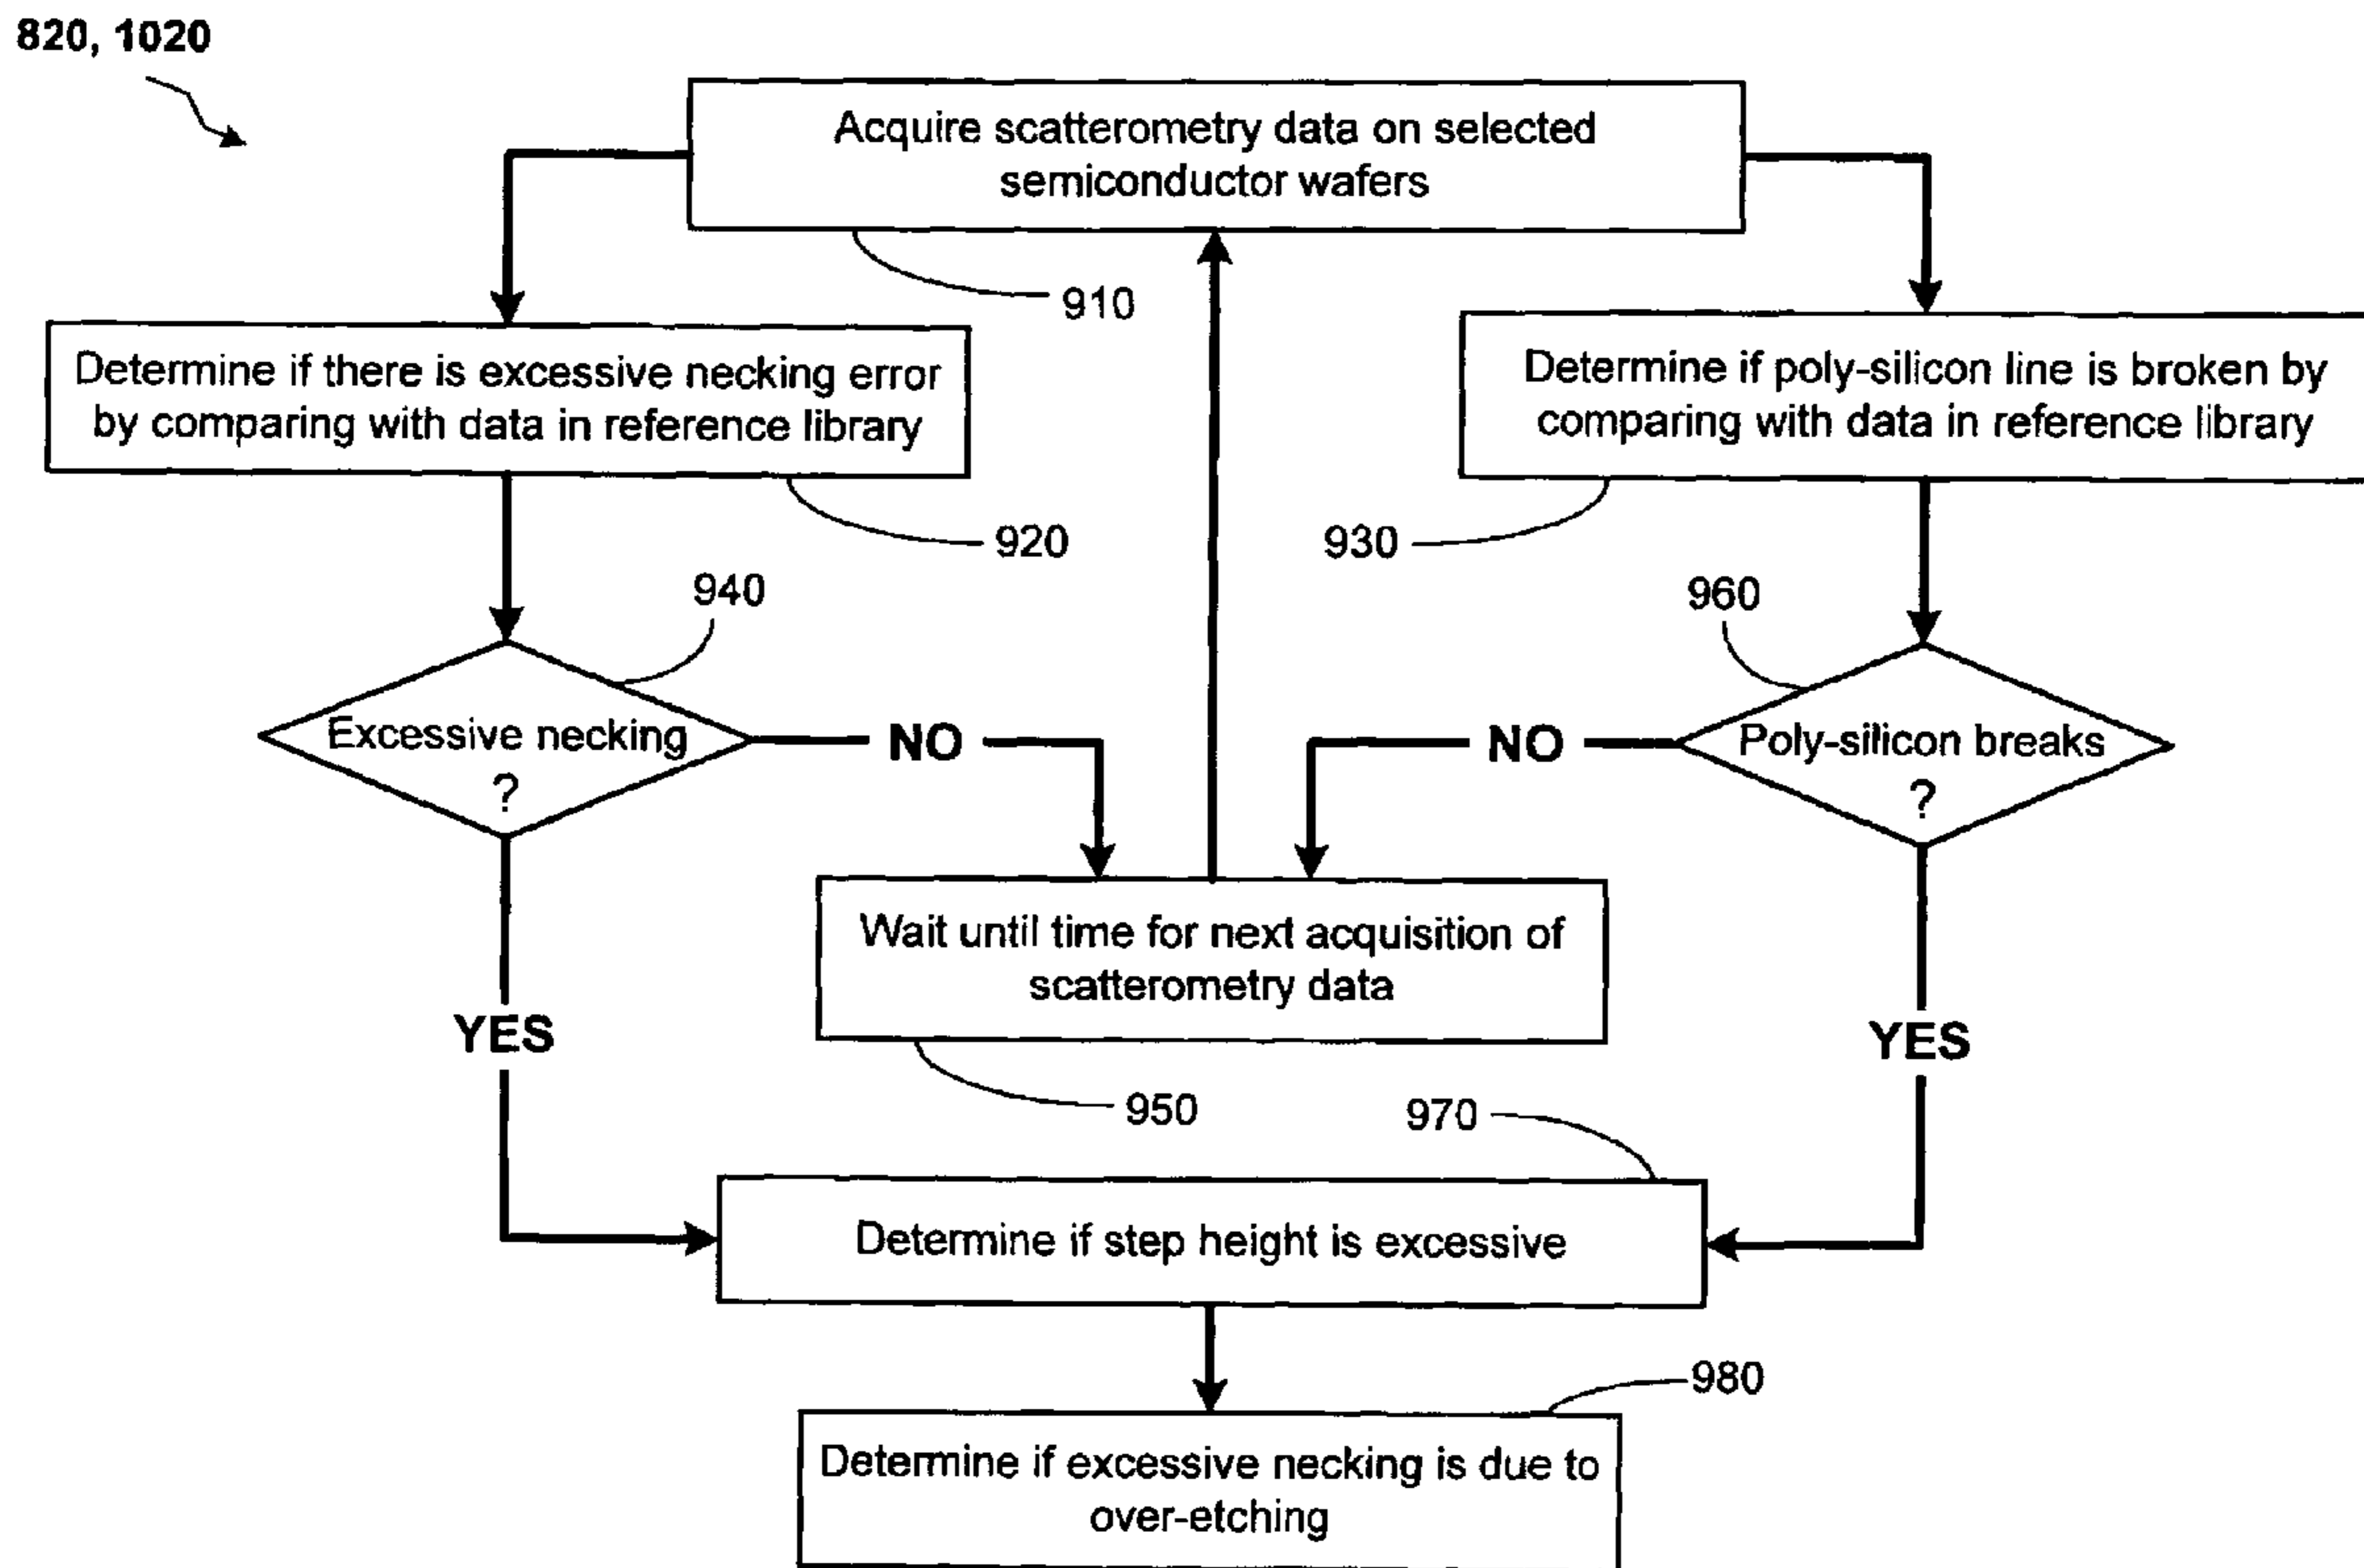 820, 1020
Acquire scatterometry data on selected
semiconductor wafers
910
Determine if there is excessive necking error
by comparing with data in reference library
920
Determine if poly-silicon line is broken by
comparing with data in reference library
930
940
Excessive necking
?
NO
YES
960
Poly-silicon breaks
?
NO
YES
Wait until time for next acquisition of
scatterometry data
950
970
Determine if step height is excessive
980
Determine if excessive necking is due to
over-etching